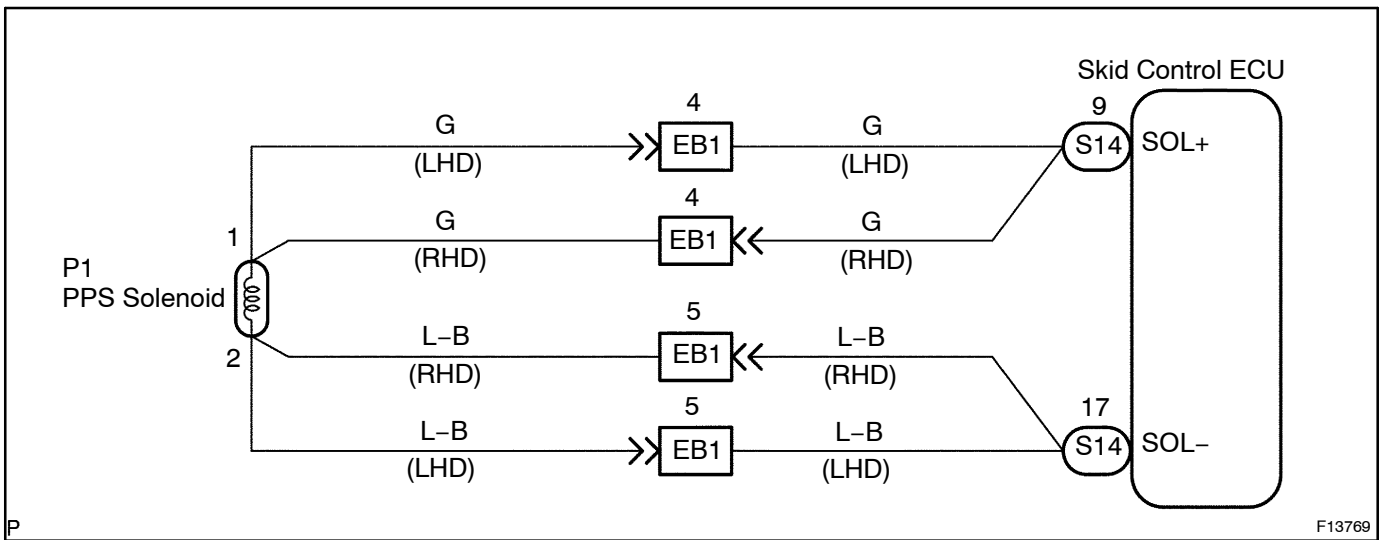 Skid Control ECU
4
9
G
G
EB1
S14
SOL+
(LHD)
(LHD)
4
1
G
G
EB1
(RHD)
(RHD)
P1
PPS Solenoid
5
2
L−B
L−B
EB1
(RHD)
(RHD)
5
17
L−B
L−B
EB1
S14
SOL−
(LHD)
(LHD)
P
F13769